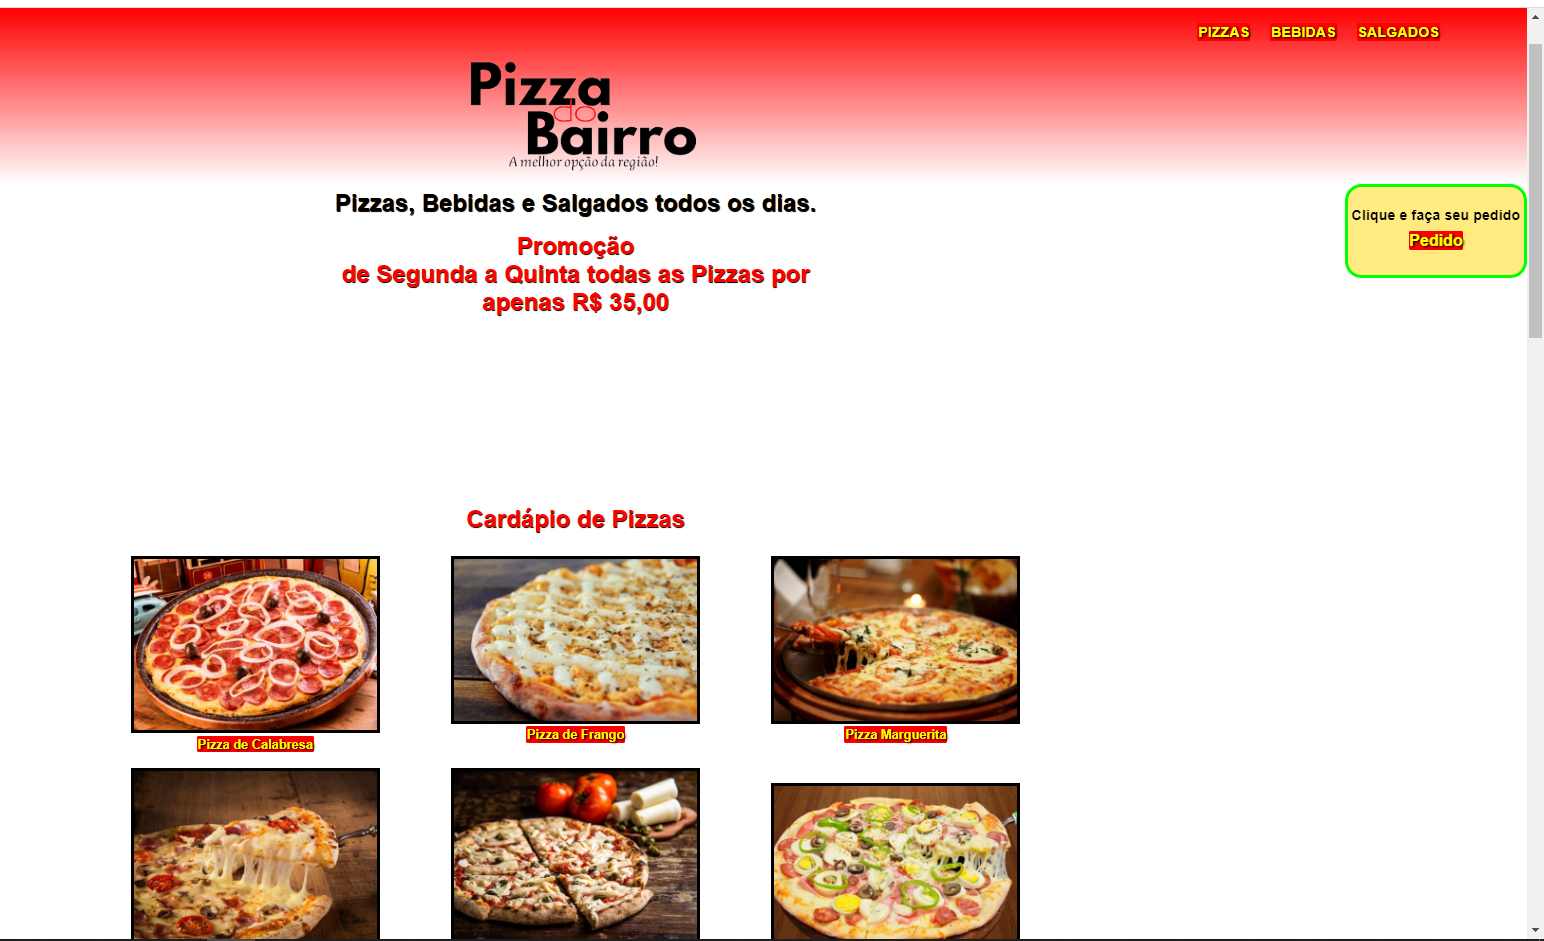 PIZZAS BEBIDAS SALGADOS
Pizza
do
Bairro
A melhor opção da região!
Pizzas, Bebidas e Salgados todos os dias.
Clique e faça seu pedido
Pedido
Promoção
de Segunda a Quinta todas as Pizzas por
apenas R$ 35,00
Cardápio de Pizzas
Pizza de Calabresa
Pizza de Frango
Pizza Marguerita